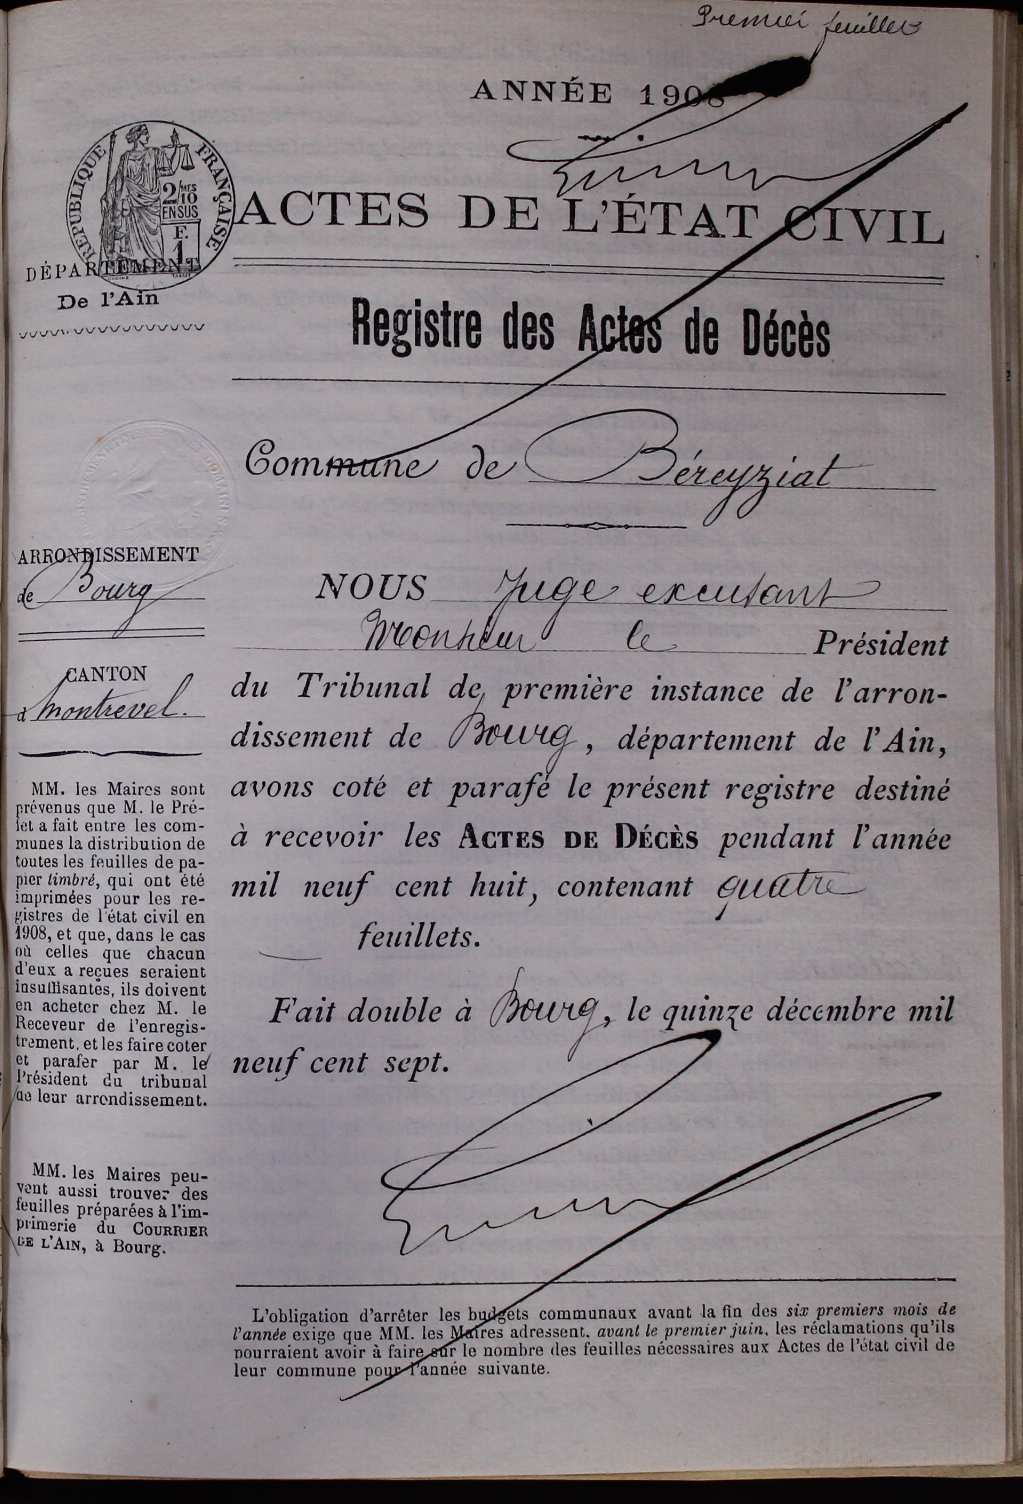 Premier feuillet
ANNÉE 1908
RÉPUBLIQUE FRANÇAISE
2/10 MES
EN SUS
F.
1
ACTES DE L'ÉTAT CIVIL
DÉPARTEMENT
De l'Ain
Registre des Actes de Décès
Commune de Béreyziat
ARRONDISSEMENT
de Bourg
CANTON
d Montrevel.
MM. les Maires sont
prévenus que M. le Pré-
fet a fait entre les com-
munes la distribution de
toutes les feuilles de pa-
pier timbré, qui ont été
imprimées pour les re-
gistres de l'état civil en
1908, et que, dans le cas
où celles que chacun
d'eux a reçues seraient
insuffisantes, ils doivent
en acheter chez M. le
Receveur de l'enregis-
trement, et les faire coter
et parafer par M. le
Président du tribunal
de leur arrondissement.
MM. les Maires peu-
vent aussi trouver des
feuilles préparées à l'im-
primerie du COURRIER
DE L'AIN, à Bourg.
NOUS Juge excusant
Monsieur le Président
du Tribunal de première instance de l'arron-
dissement de Bourg, département de l'Ain,
avons coté et parafé le présent registre destiné
à recevoir les ACTES DE DÉCÈS pendant l'année
mil neuf cent huit, contenant quatre
feuillets.
Fait double à Bourg, le quinze décembre mil
neuf cent sept.
L'obligation d'arrêter les budgets communaux avant la fin des six premiers mois de
l'année exige que MM. les Maires adressent, avant le premier juin, les réclamations qu'ils
pourraient avoir à faire sur le nombre des feuilles nécessaires aux Actes de l'état civil de
leur commune pour l'année suivante.